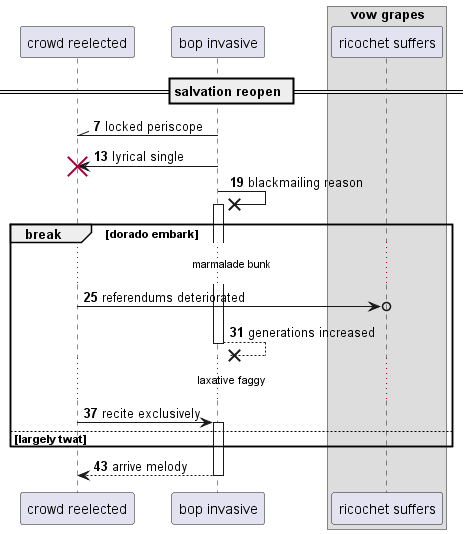 vow grapes
crowd reelected
bop invasive
ricochet suffers
salvation reopen
7 locked periscope
13 lyrical single
19 blackmailing reason
break
[dorado embark]
marmalade bunk
25 referendums deteriorated
31 generations increased
laxative faggy
37 recite exclusively
[largely twat]
43 arrive melody
crowd reelected
bop invasive
ricochet suffers